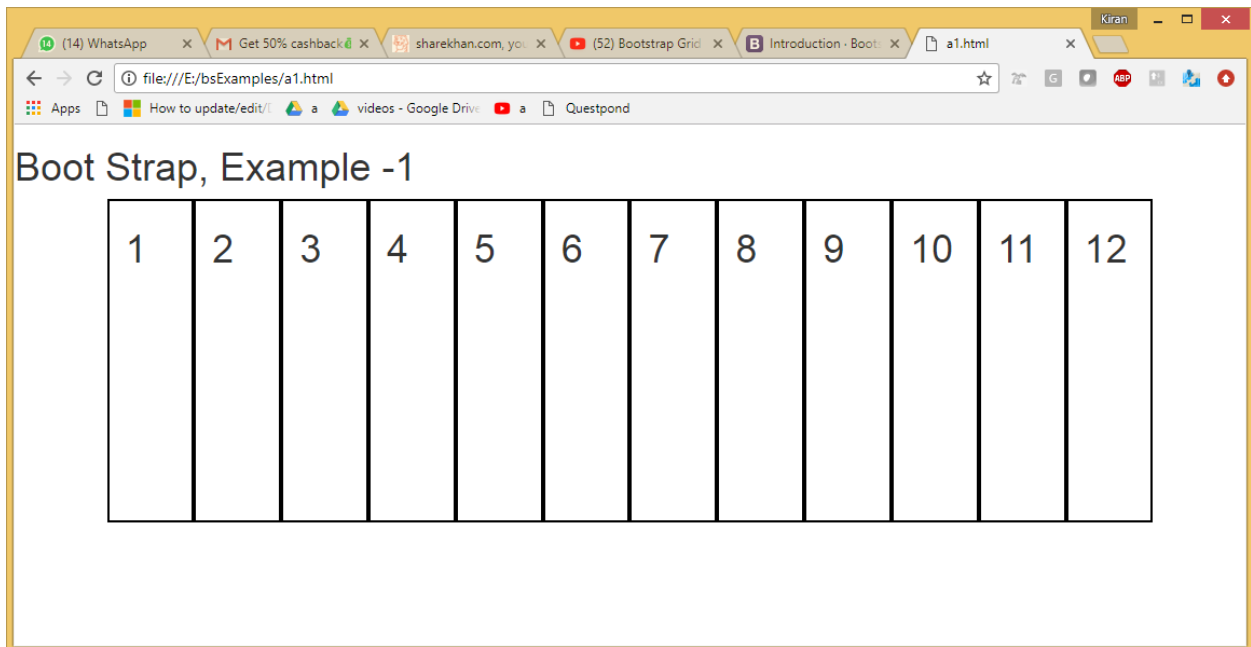 Kiran
(14) WhatsApp Get 50% cashback sharekhan.com, you (52) Bootstrap Grid Introduction · Boots a1.html
file:///E:/bsExamples/a1.html
Apps How to update/edit/ a videos - Google Drive a Questpond
Boot Strap, Example -1
1 2 3 4 5 6 7 8 9 10 11 12